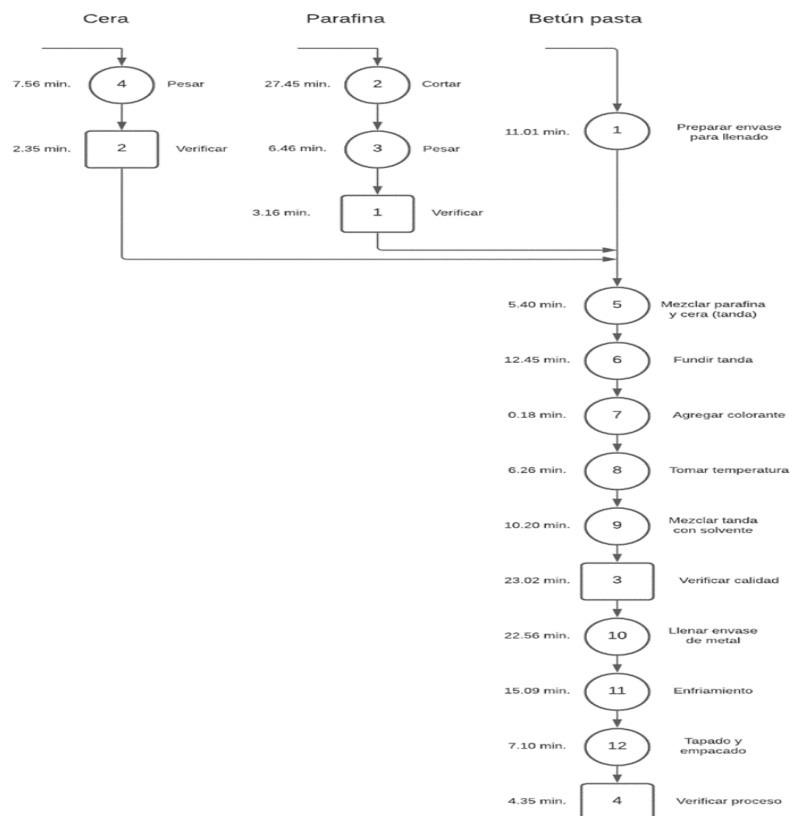 Cera
Parafina
Betún pasta
7.56 min.
4
Pesar
27.45 min.
2
Cortar
11.01 min.
1
Preparar envase
para llenado
2.35 min.
2
Verificar
6.46 min.
3
Pesar
3.16 min.
1
Verificar
5.40 min.
5
Mezclar parafina
y cera (tanda)
12.45 min.
6
Fundir tanda
0.18 min.
7
Agregar colorante
6.26 min.
8
Tomar temperatura
10.20 min.
9
Mezclar tanda
con solvente
23.02 min.
3
Verificar calidad
22.56 min.
10
Llenar envase
de metal
15.09 min.
11
Enfriamiento
7.10 min.
12
Tapado y
empacado
4.35 min.
4
Verificar proceso